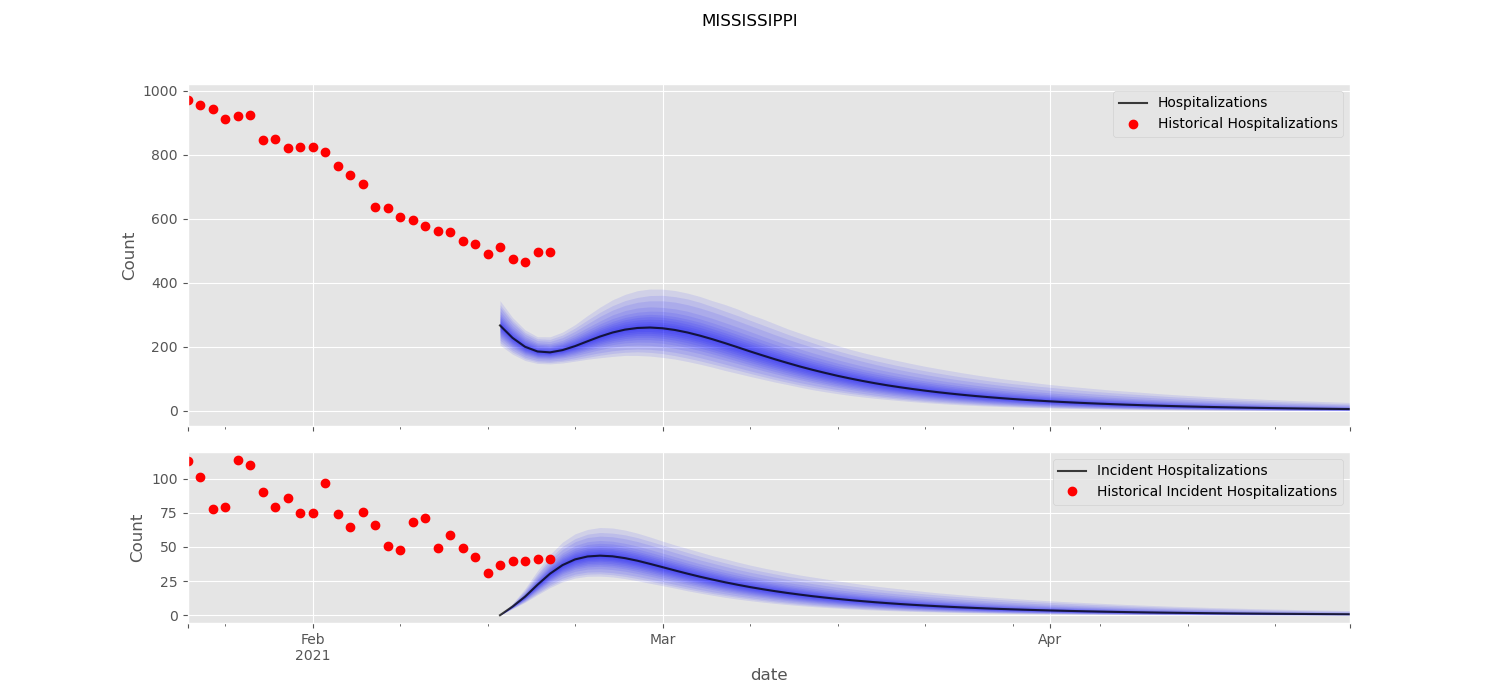 MISSISSIPPI
1000
800
600
400
200
0
Count
Hospitalizations
Historical Hospitalizations
100
75
50
25
0
Count
Incident Hospitalizations
Historical Incident Hospitalizations
Feb
2021
Mar
Apr
date